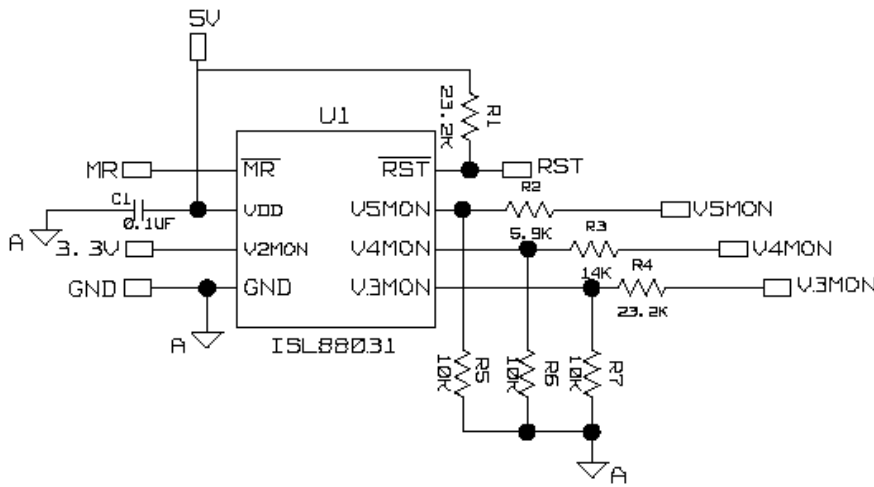 5V
U1
23.2K
R1
MR
MR
RST
RST
C1
0.1UF
VDD
V5MON
R2
5.9K
V5MON
A
3.3V
V2MON
V4MON
R3
14K
V4MON
GND
GND
V3MON
R4
23.2K
V3MON
A
ISL88031
10K
R5
10K
R6
10K
R7
A